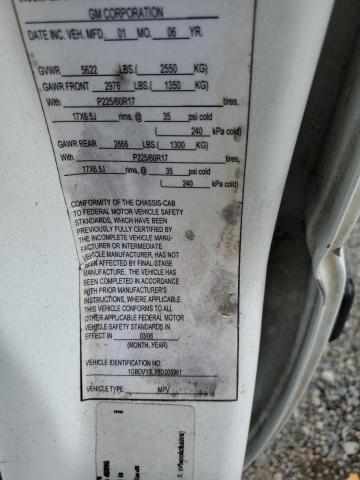 GM CORPORATION
DATE INC. VEH. MFD. 01 MO. 06 YR.
GVWR 5622 LBS.( 2550 KG)
GAWR FRONT 2976 LBS.( 1350 KG)
With P225/60R17 tires,
17X6.5J rims, @ 35 psi cold
( 240 kPa cold)
GAWR REAR 2866 LBS.( 1300 KG)
With P225/60R17 tires,
17X6.5J rims, @ 35 psi cold
( 240 kPa cold)
CONFORMITY OF THE CHASSIS-CAB
TO FEDERAL MOTOR VEHICLE SAFETY
STANDARDS, WHICH HAVE BEEN
PREVIOUSLY FULLY CERTIFIED BY
THE INCOMPLETE VEHICLE MANU-
FACTURER OR INTERMEDIATE
VEHICLE MANUFACTURER, HAS NOT BEEN
AFFECTED BY FINAL-STAGE
MANUFACTURE. THE VEHICLE HAS
BEEN COMPLETED IN ACCORDANCE
WITH PRIOR MANUFACTURER'S
INSTRUCTIONS, WHERE APPLICABLE.
THIS VEHICLE CONFORMS TO ALL
OTHER APPLICABLE FEDERAL MOTOR
VEHICLE SAFETY STANDARDS IN
EFFECT IN 03/06
(MONTH, YEAR)
VEHICLE IDENTIFICATION NO:
VEHICLE TYPE: MPV